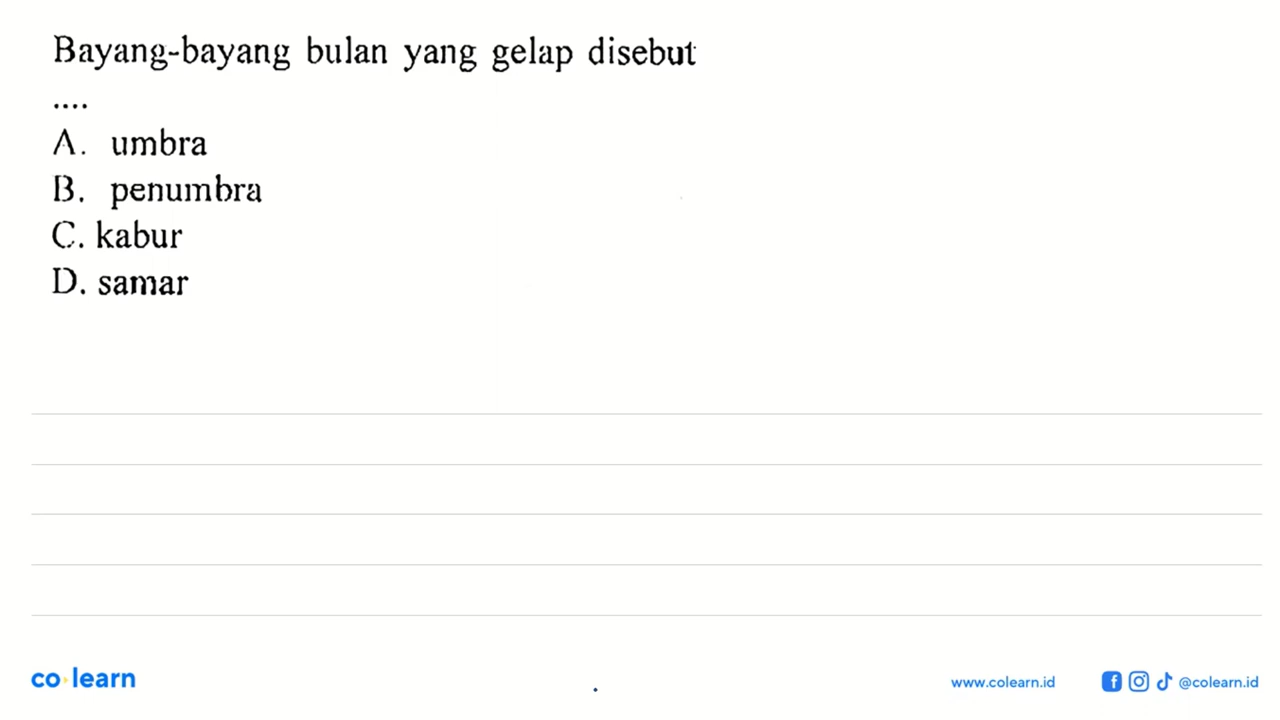 Bayang-bayang bulan yang gelap disebut
....
A. umbra
B. penumbra
C. kabur
D. samar
co learn
www.colearn.id
@colearn.id